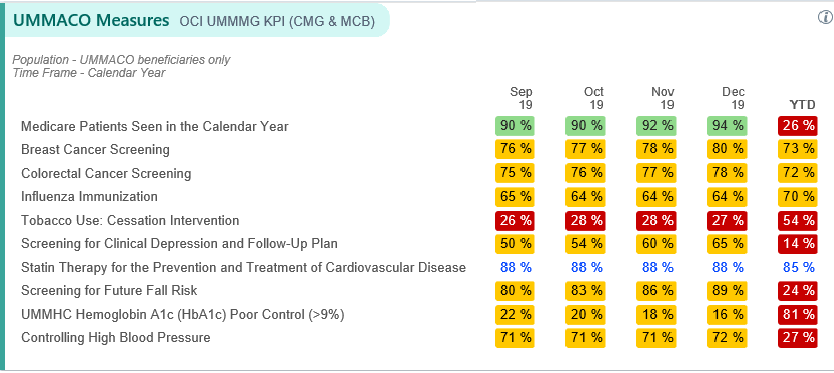 UMMACO Measures OCI UMMMG KPI (CMG & MCB)
Population - UMMACO beneficiaries only
Time Frame - Calendar Year
Sep Oct Nov Dec
19 19 19 19 YTD
Medicare Patients Seen in the Calendar Year 90 % 90 % 92 % 94 % 26 %
Breast Cancer Screening 76 % 77 % 78 % 80 % 73 %
Colorectal Cancer Screening 75 % 76 % 77 % 78 % 72 %
Influenza Immunization 65 % 64 % 64 % 64 % 70 %
Tobacco Use: Cessation Intervention 26 % 28 % 28 % 27 % 54 %
Screening for Clinical Depression and Follow-Up Plan 50 % 54 % 60 % 65 % 14 %
Statin Therapy for the Prevention and Treatment of Cardiovascular Disease 88 % 88 % 88 % 88 % 85 %
Screening for Future Fall Risk 80 % 83 % 86 % 89 % 24 %
UMMHC Hemoglobin A1c (HbA1c) Poor Control (>9%) 22 % 20 % 18 % 16 % 81 %
Controlling High Blood Pressure 71 % 71 % 71 % 72 % 27 %